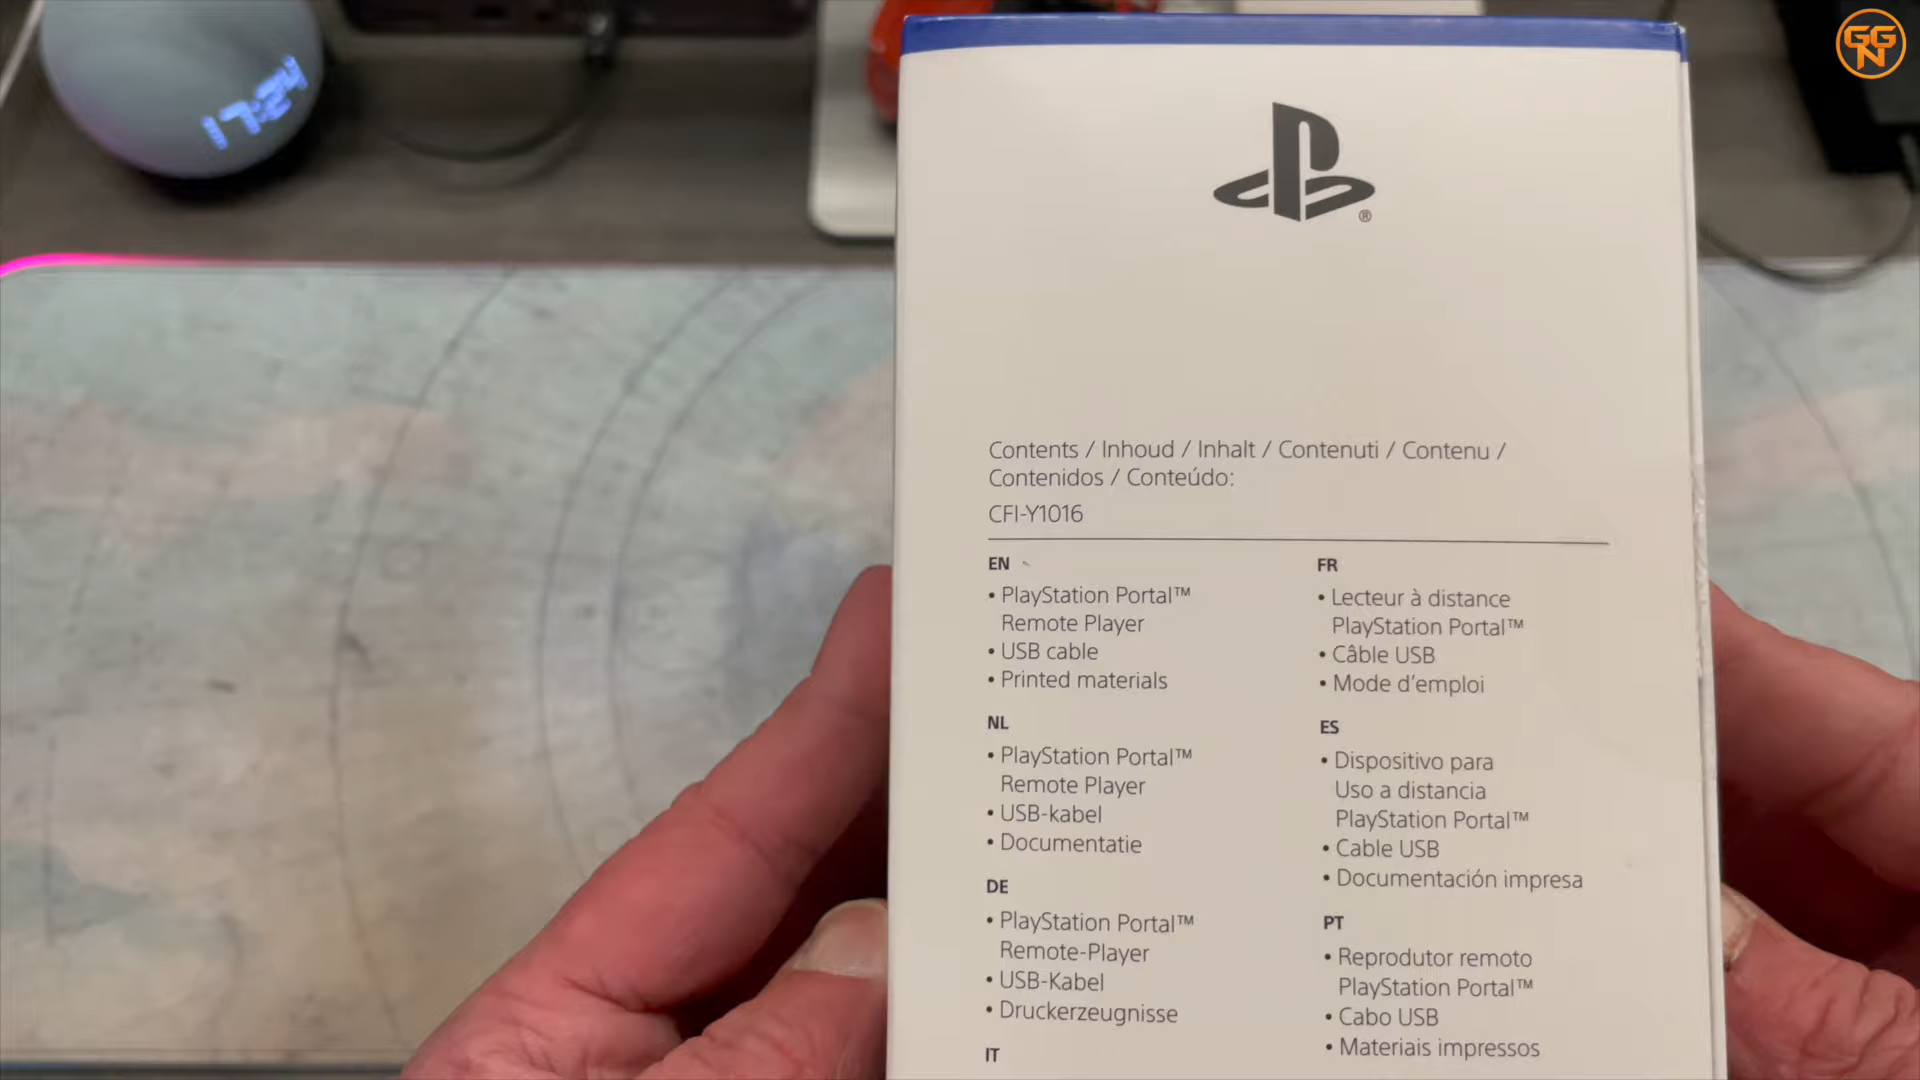 17:24
GGN
®
Contents / Inhoud / Inhalt / Contenuti / Contenu /
Contenidos / Conteúdo:
CFI-Y1016
EN
• PlayStation Portal™
Remote Player
• USB cable
• Printed materials
NL
• PlayStation Portal™
Remote Player
• USB-kabel
• Documentatie
DE
• PlayStation Portal™
Remote-Player
• USB-Kabel
• Druckerzeugnisse
IT
FR
• Lecteur à distance
PlayStation Portal™
• Câble USB
• Mode d’emploi
ES
• Dispositivo para
Uso a distancia
PlayStation Portal™
• Cable USB
• Documentación impresa
PT
• Reprodutor remoto
PlayStation Portal™
• Cabo USB
• Materiais impressos